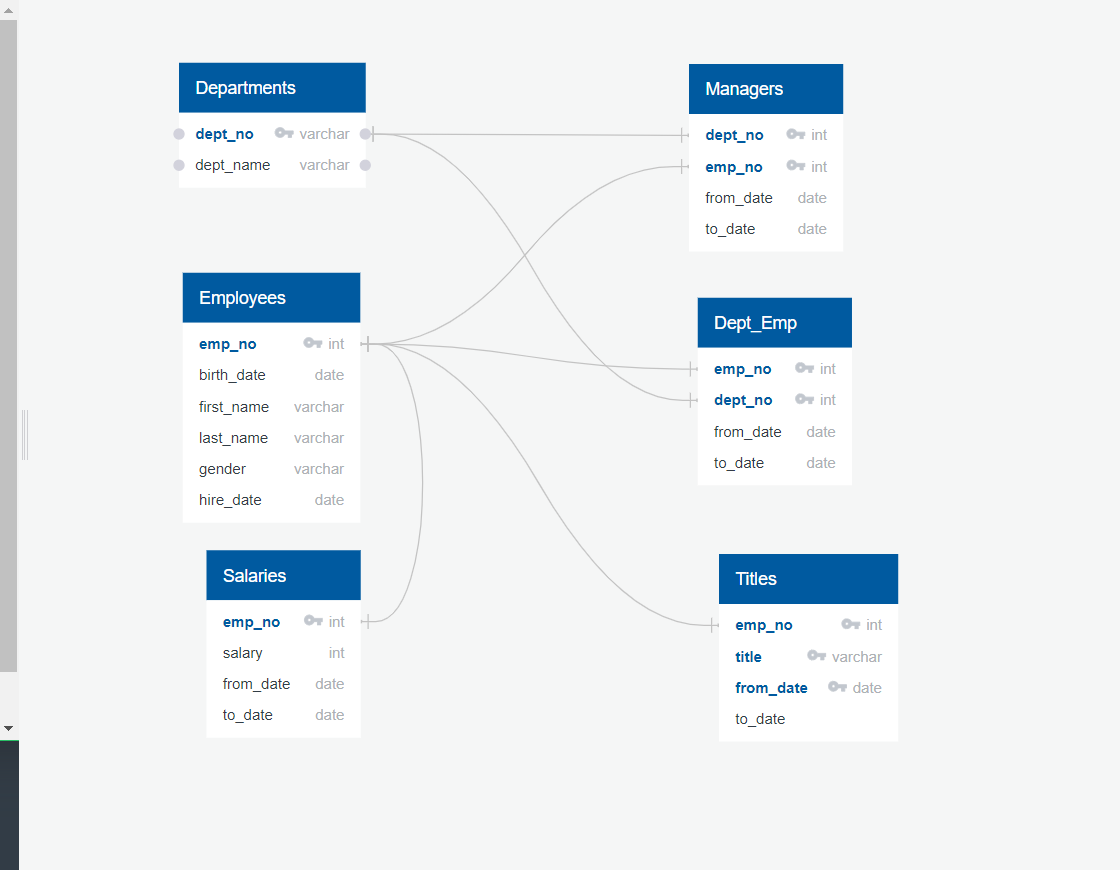 Departments
dept_no varchar
dept_name varchar
Managers
dept_no int
emp_no int
from_date date
to_date date
Employees
emp_no int
birth_date date
first_name varchar
last_name varchar
gender varchar
hire_date date
Dept_Emp
emp_no int
dept_no int
from_date date
to_date date
Salaries
emp_no int
salary int
from_date date
to_date date
Titles
emp_no int
title varchar
from_date date
to_date